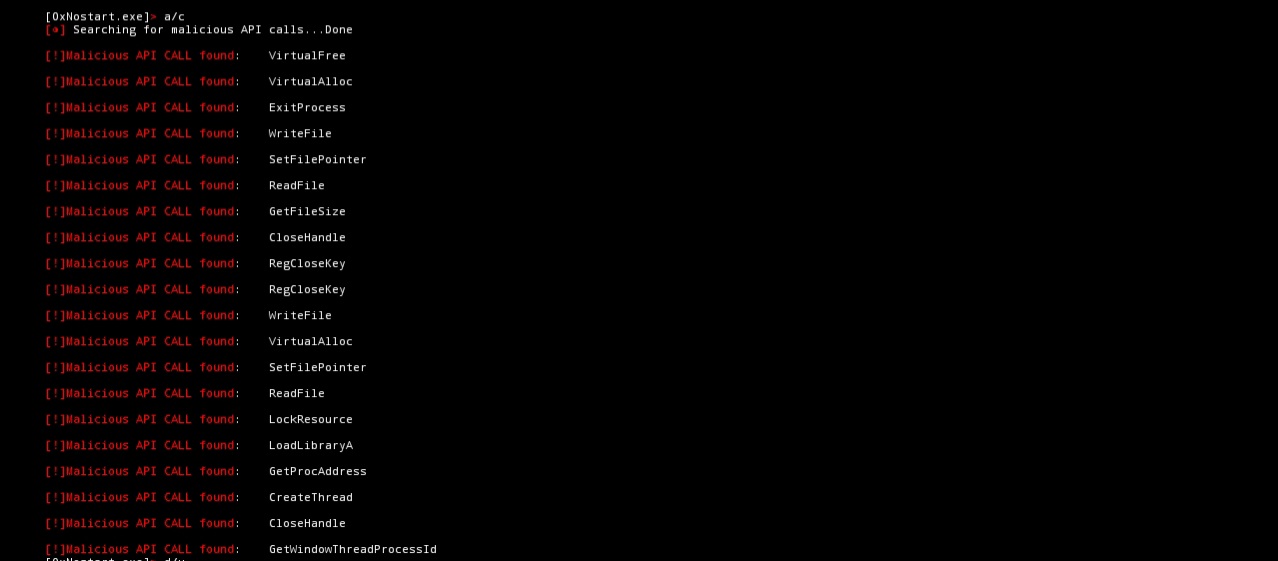 [0xNostart.exe]> a/c
[+] Searching for malicious API calls...Done
[!]Malicious API CALL found:    VirtualFree
[!]Malicious API CALL found:    VirtualAlloc
[!]Malicious API CALL found:    ExitProcess
[!]Malicious API CALL found:    WriteFile
[!]Malicious API CALL found:    SetFilePointer
[!]Malicious API CALL found:    ReadFile
[!]Malicious API CALL found:    GetFileSize
[!]Malicious API CALL found:    CloseHandle
[!]Malicious API CALL found:    RegCloseKey
[!]Malicious API CALL found:    RegCloseKey
[!]Malicious API CALL found:    WriteFile
[!]Malicious API CALL found:    VirtualAlloc
[!]Malicious API CALL found:    SetFilePointer
[!]Malicious API CALL found:    ReadFile
[!]Malicious API CALL found:    LockResource
[!]Malicious API CALL found:    LoadLibraryA
[!]Malicious API CALL found:    GetProcAddress
[!]Malicious API CALL found:    CreateThread
[!]Malicious API CALL found:    CloseHandle
[!]Malicious API CALL found:    GetWindowThreadProcessId
[0xNostart.exe]>